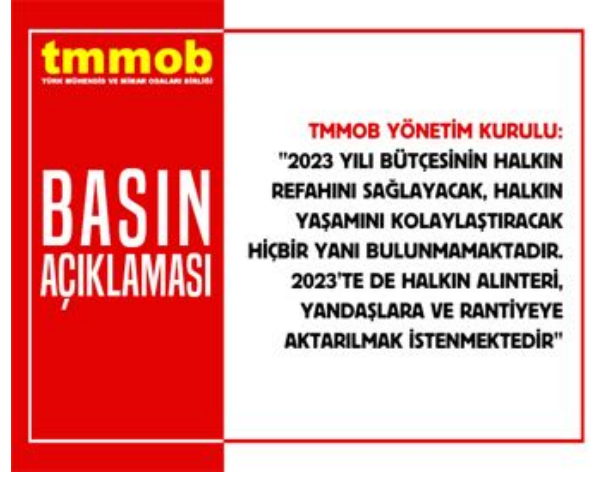 tmmob
TÜRK MÜHENDİS VE MİMAR ODALARI BİRLİĞİ
BASIN
AÇIKLAMASI
TMMOB YÖNETİM KURULU:
"2023 YILI BÜTÇESİNİN HALKIN
REFAHINI SAĞLAYACAK, HALKIN
YAŞAMINI KOLAYLAŞTIRACAK
HİÇBİR YANI BULUNMAMAKTADIR.
2023'TE DE HALKIN ALINTERİ,
YANDAŞLARA VE RANTİYEYE
AKTARILMAK İSTENMEKTEDİR"